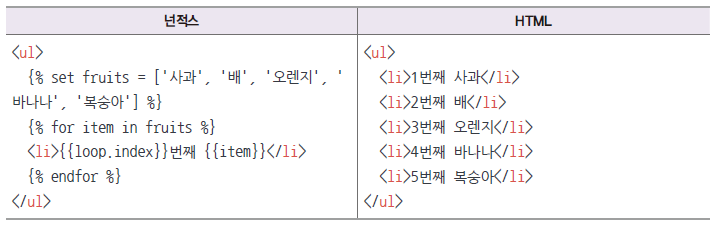 넌적스
HTML
<ul>
{% set fruits = ['사과', '배', '오렌지', '
바나나', '복숭아'] %}
{% for item in fruits %}
<li>{{loop.index}}번째 {{item}}</li>
{% endfor %}
</ul>
<ul>
<li>1번째 사과</li>
<li>2번째 배</li>
<li>3번째 오렌지</li>
<li>4번째 바나나</li>
<li>5번째 복숭아</li>
</ul>